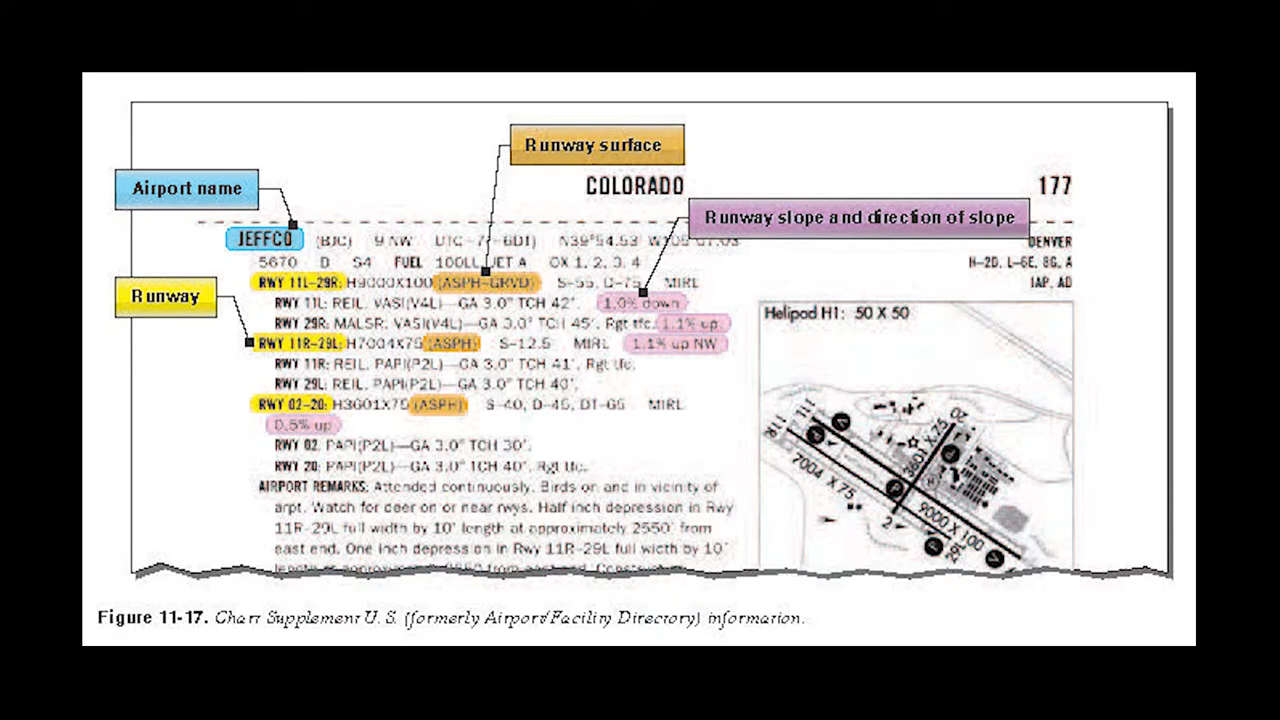 Runway surface
Airport name
COLORADO 177
Runway slope and direction of slope
JEFFCO (BJC) 9 NW UTC-7(-6DT) N39°54.53'
DENVER
5670 B S4 FUEL 100LL, JET A OX 1, 2, 3, 4
H-2D, L-6E, 8G, A
RWY 11L-29R: H9000X100 (ASPH-GRVD) S-55, D-75 MIRL
IAP, AD
Runway
RWY 11L: REIL. VASI(V4L)—GA 3.0° TCH 42'. 1.0% down
RWY 29R: MALSR. VASI(V4L)—GA 3.0° TCH 45'. Rgt tfc. 1.1% up.
Helipod H1: 50 X 50
RWY 11R-29L: H7004X75 (ASPH) S-12.5 MIRL 1.1% up NW
RWY 11R: REIL. PAPI(P2L)—GA 3.0° TCH 41'. Rgt tfc.
RWY 29L: REIL. PAPI(P2L)—GA 3.0° TCH 40'.
RWY 02-20: H3601X75 (ASPH) S-40, D-45, DT-65 MIRL
0.5% up
RWY 02: PAPI(P2L)—GA 3.0° TCH 30'.
RWY 20: PAPI(P2L)—GA 3.0° TCH 40'. Rgt tfc.
AIRPORT REMARKS: Attended continuously. Birds on and in vicinity of
arpt. Watch for deer on or near rwys. Half inch depression in Rwy
11R-29L full width by 10' length at approximately 2550' from
east end. One inch depression in Rwy 11R-29L full width by 10'
11L
11R
20
3601 X 75
7004 X 75
9000 X 100
2
29L
Figure 11-17. Chart Supplement U.S. (formerly Airport/Facility Directory) information.